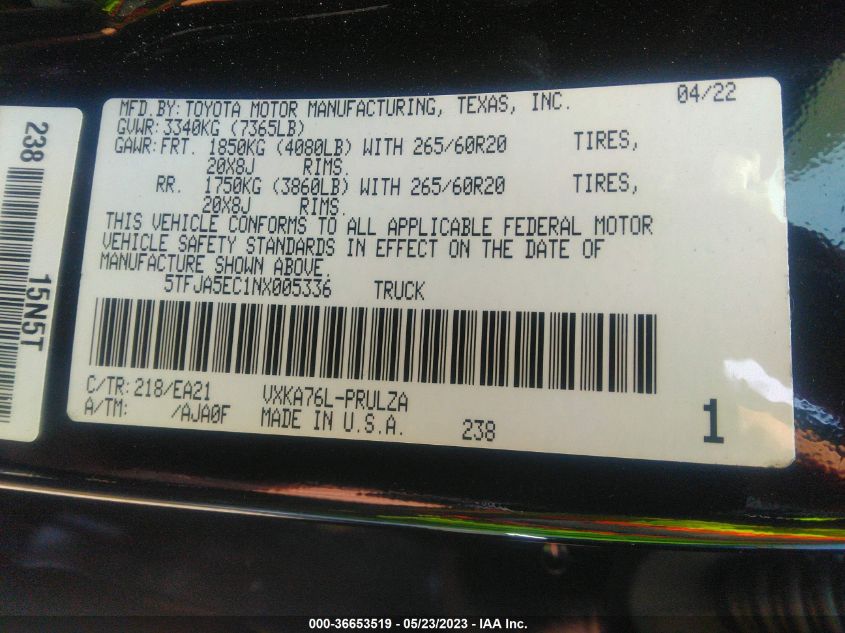 238
15N5T
MFD.BY: TOYOTA MOTOR MANUFACTURING, TEXAS, INC. 04/22
GVWR: 3340KG (7365LB)
GAWR: FRT. 1850KG (4080LB) WITH 265/60R20 TIRES,
20X8J RIMS.
RR. 1750KG (3860LB) WITH 265/60R20 TIRES,
20X8J RIMS.
THIS VEHICLE CONFORMS TO ALL APPLICABLE FEDERAL MOTOR
VEHICLE SAFETY STANDARDS IN EFFECT ON THE DATE OF
MANUFACTURE SHOWN ABOVE.
5TFJA5EC1NX005336 TRUCK
C/TR: 218/EA21 VXKA76L-PRULZA
A/TM: /AJA0F MADE IN U.S.A. 238 1
000-36653519 - 05/23/2023 - IAA Inc.